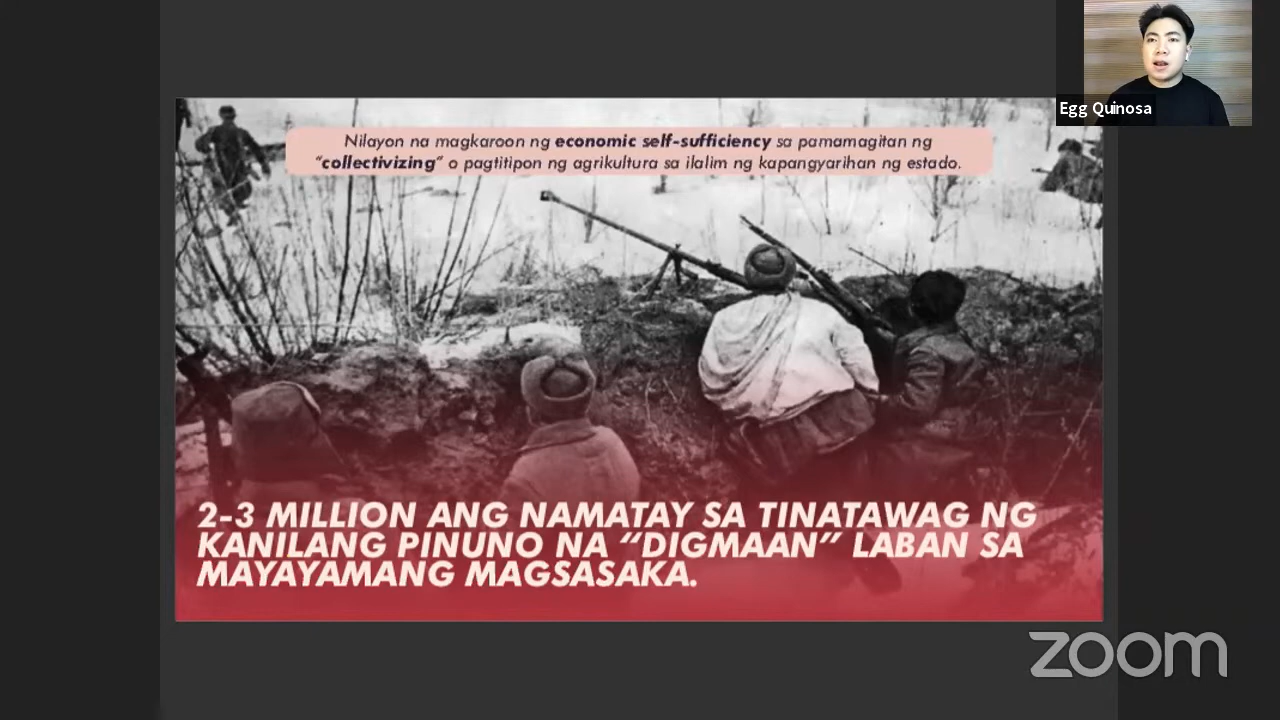 Egg Quinosa
Nilayon na magkaroon ng economic self-sufficiency sa pamamagitan ng
"collectivizing" o pagtitipon ng agrikultura sa ilalim ng kapangyarihan ng estado.
2-3 MILLION ANG NAMATAY SA TINATAWAG NG
KANILANG PINUNO NA "DIGMAAN" LABAN SA
MAYAYAMANG MAGSASAKA.
zoom